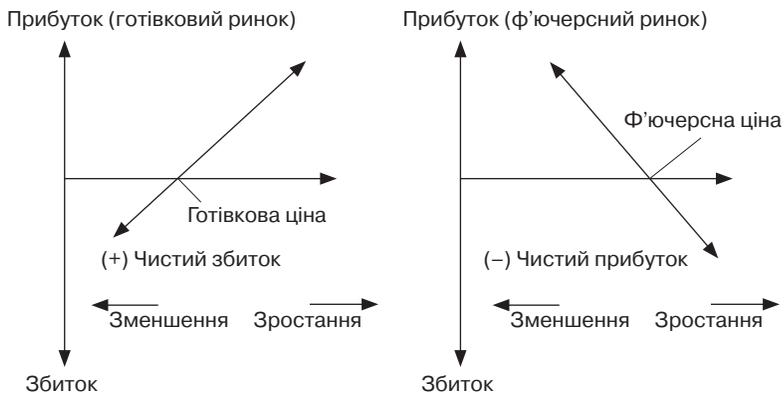 Прибуток (готівковий ринок)
Готівкова ціна
(+) Чистий збиток
Зменшення Зростання
Збиток
Прибуток (ф’ючерсний ринок)
Ф’ючерсна ціна
(–) Чистий прибуток
Зменшення Зростання
Збиток